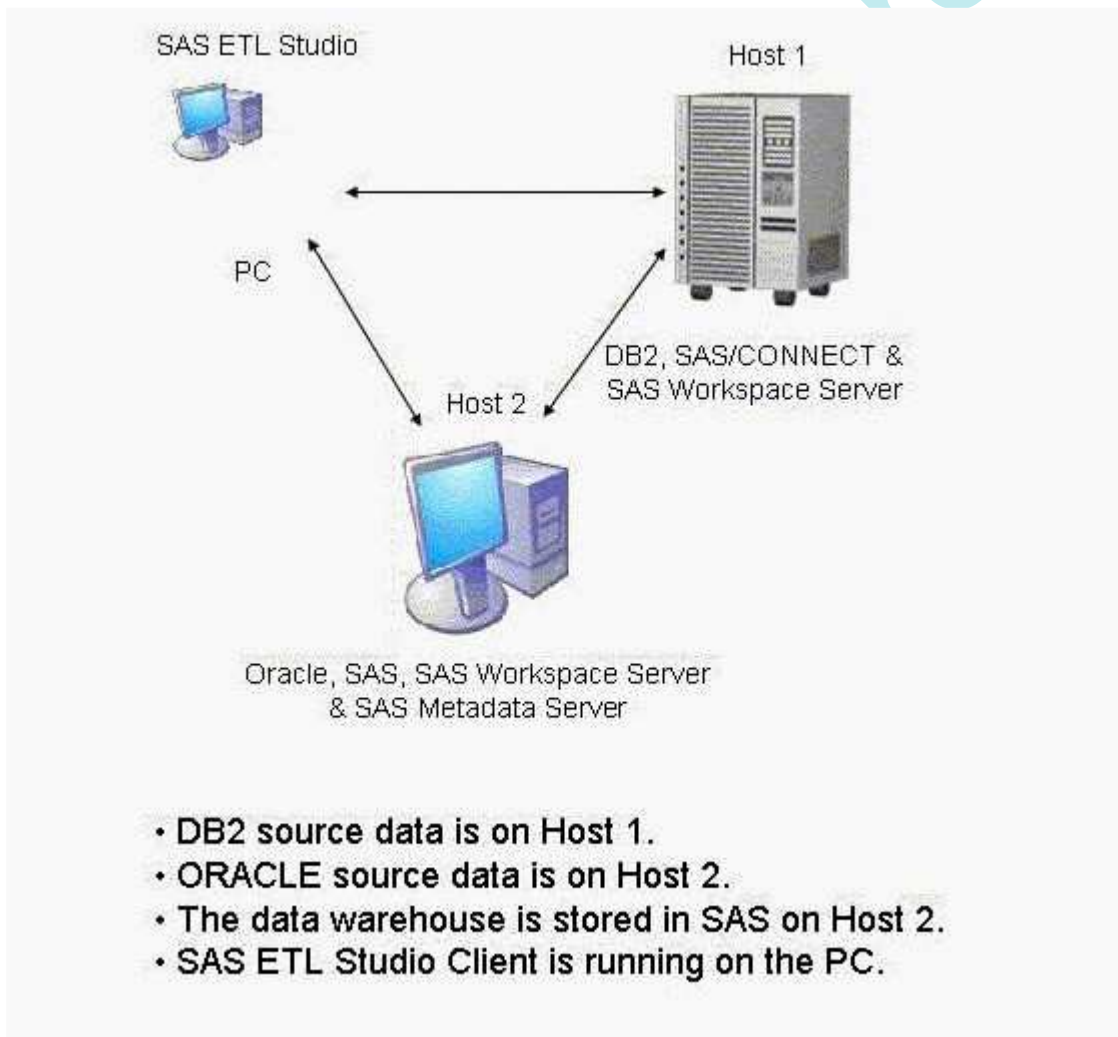 SAS ETL Studio
Host 1
PC
DB2, SAS/CONNECT &
SAS Workspace Server
Host 2
Oracle, SAS, SAS Workspace Server
& SAS Metadata Server
• DB2 source data is on Host 1.
• ORACLE source data is on Host 2.
• The data warehouse is stored in SAS on Host 2.
• SAS ETL Studio Client is running on the PC.